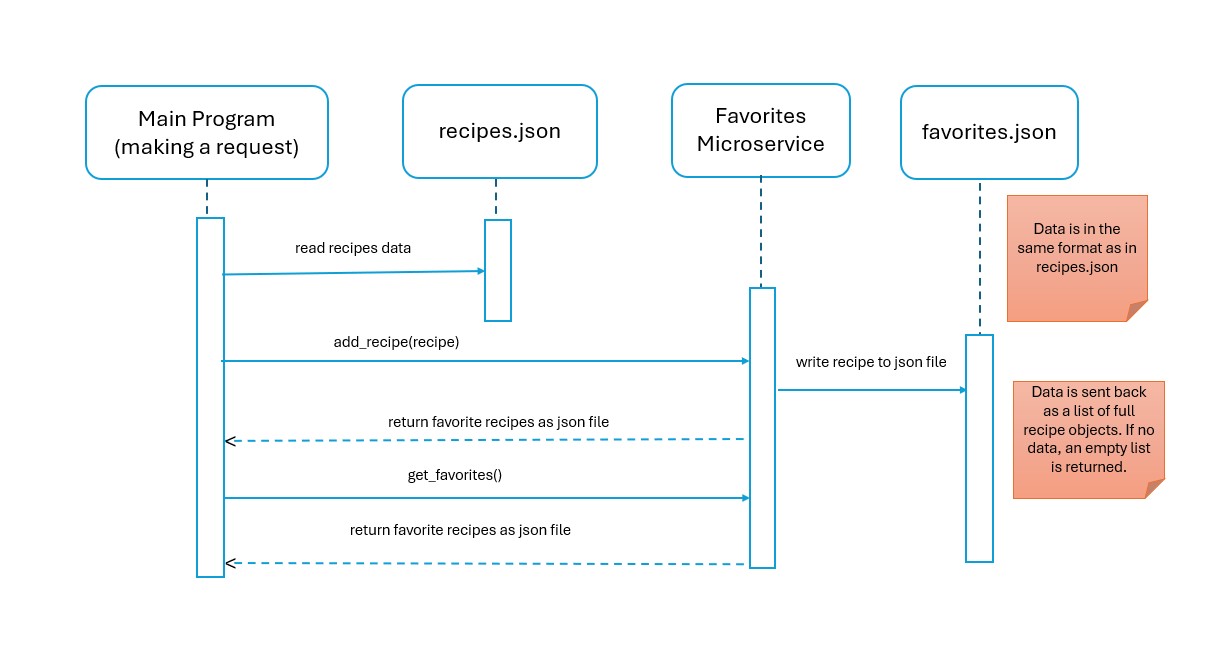 Main Program
(making a request)
recipes.json
Favorites
Microservice
favorites.json
Data is in the
same format as in
recipes.json
read recipes data
add_recipe(recipe)
write recipe to json file
Data is sent back
as a list of full
recipe objects. If no
data, an empty list
is returned.
return favorite recipes as json file
get_favorites()
return favorite recipes as json file